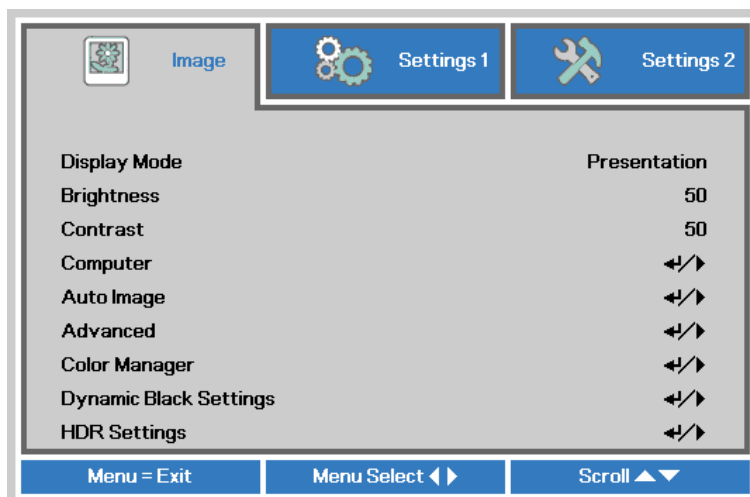 Image Settings 1 Settings 2
Display Mode Presentation
Brightness 50
Contrast 50
Computer
Auto Image
Advanced
Color Manager
Dynamic Black Settings
HDR Settings
Menu = Exit Menu Select Scroll